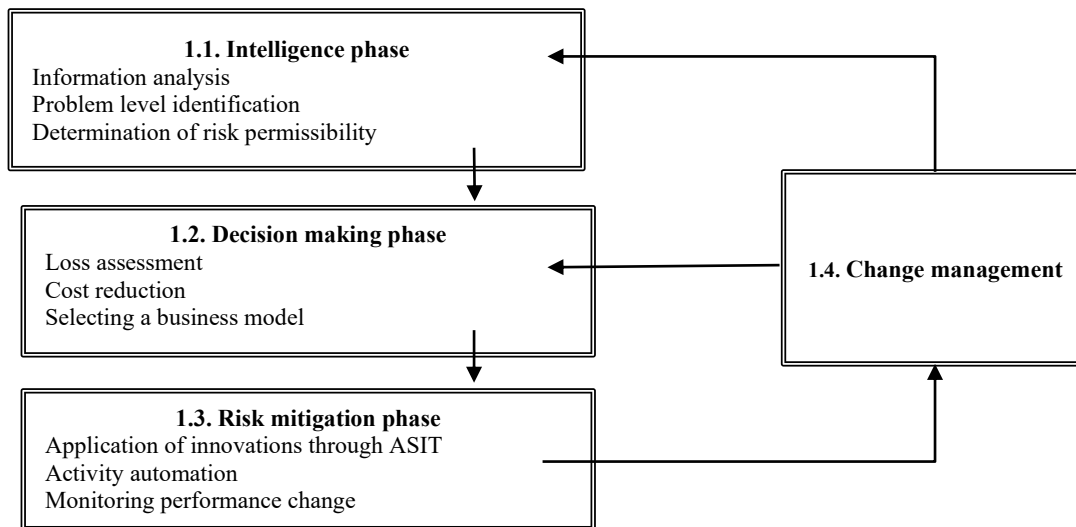 1.1. Intelligence phase
Information analysis
Problem level identification
Determination of risk permissibility
1.2. Decision making phase
Loss assessment
Cost reduction
Selecting a business model
1.3. Risk mitigation phase
Application of innovations through ASIT
Activity automation
Monitoring performance change
1.4. Change management